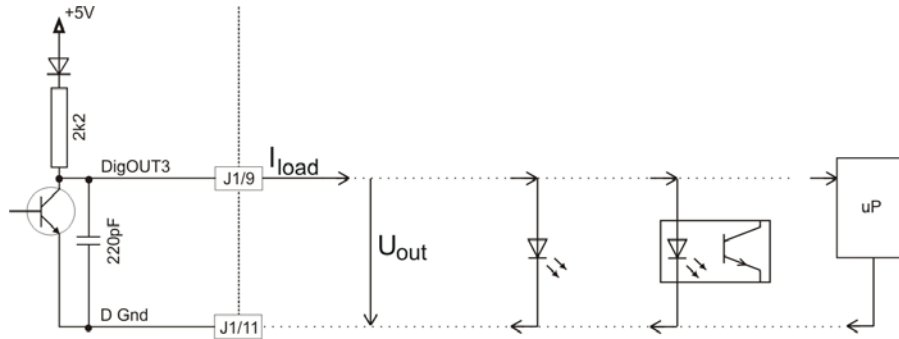 +5V
2k2
DigOUT3
J1/9
Iload
220pF
Uout
uP
D Gnd
J1/11